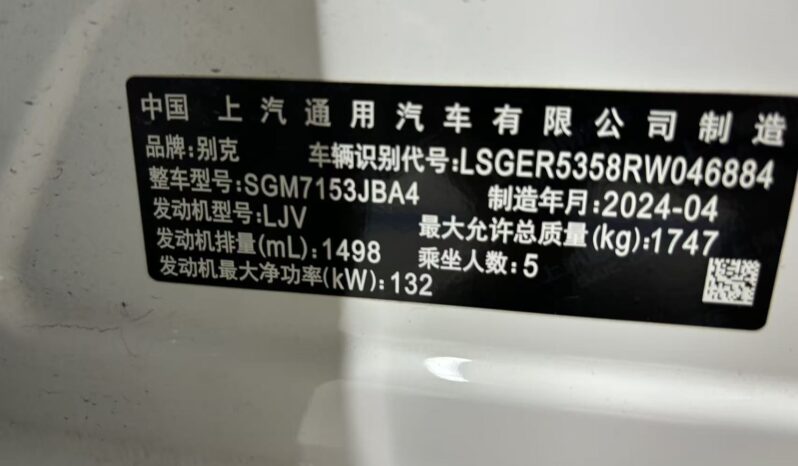 中国 上汽通用汽车有限公司制造
品牌:别克 车辆识别代号:LSGER5358RW046884
整车型号:SGM7153JBA4 制造年月:2024-04
发动机型号:LJV 最大允许总质量(kg):1747
发动机排量(mL):1498 乘坐人数:5
发动机最大净功率(kW):132